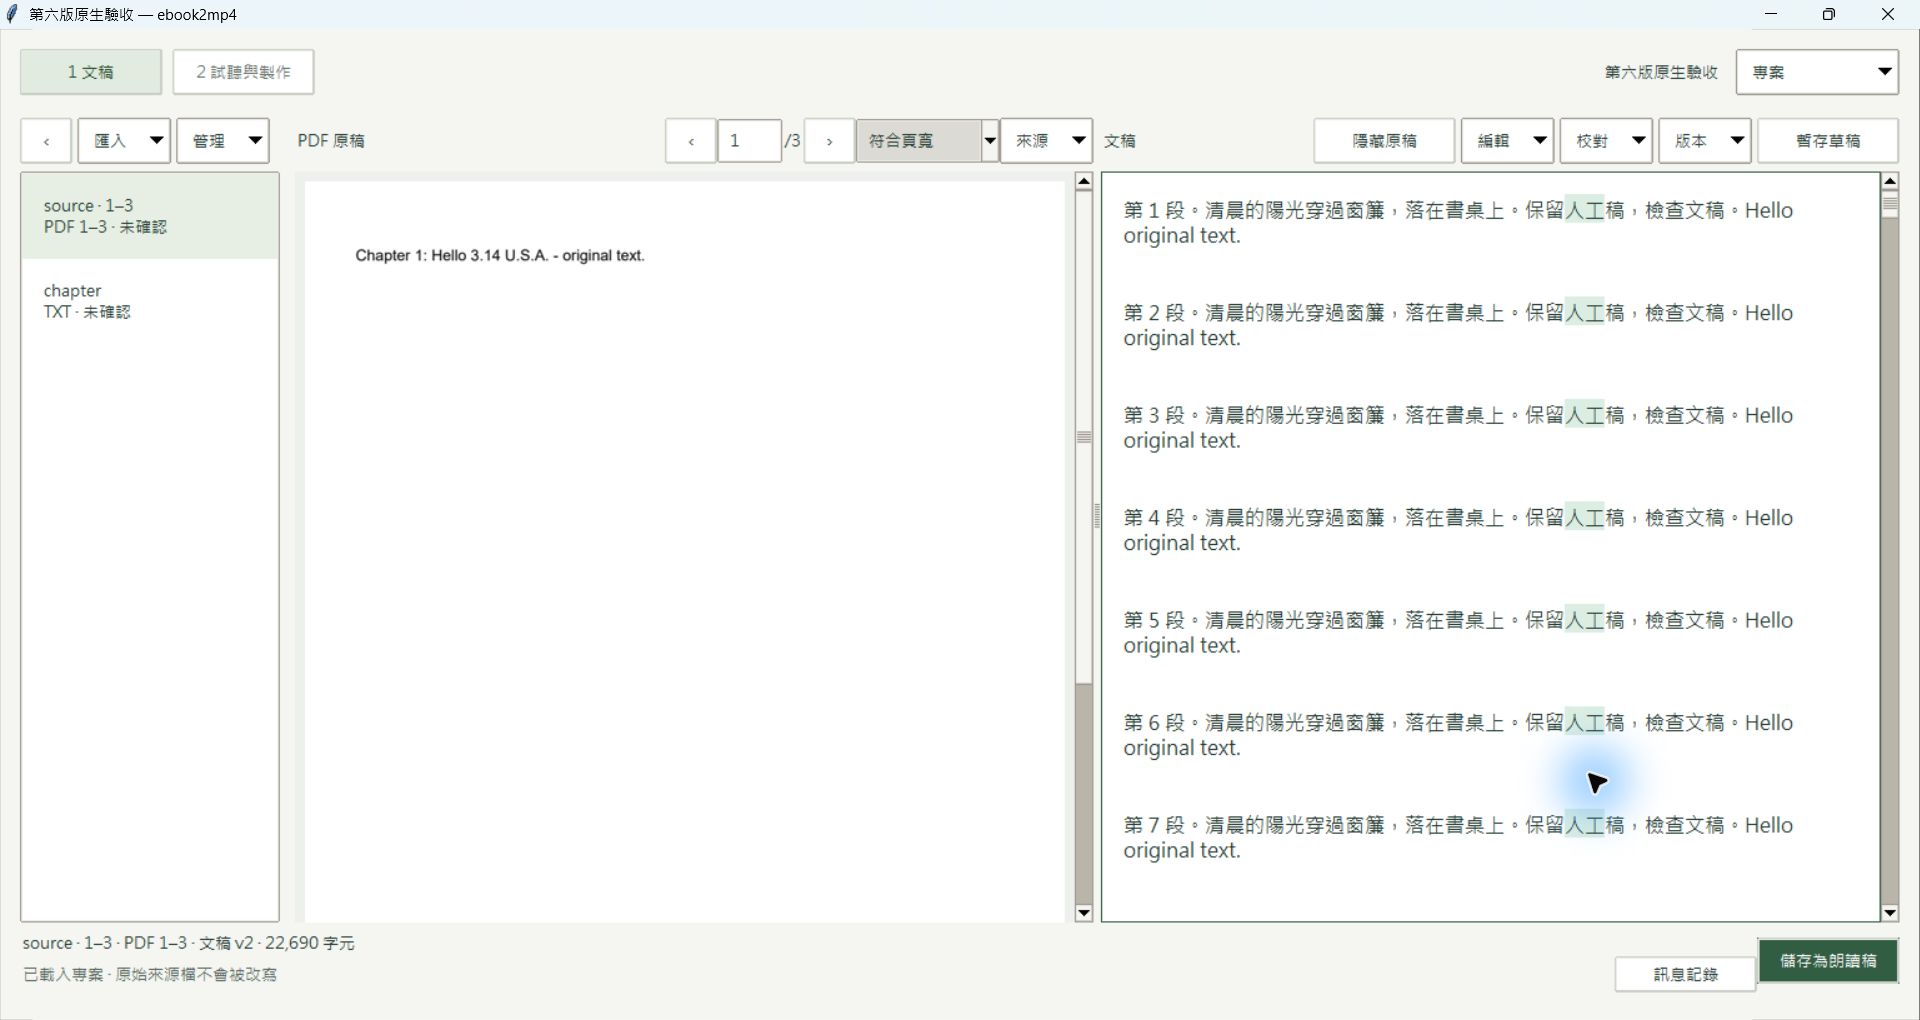 第六版原生驗收 — ebook2mp4
1 文稿
2 試聽與製作
第六版原生驗收
專案
‹
匯入
管理
PDF 原稿
‹
1
/3
›
符合頁寬
來源
文稿
隱藏原稿
編輯
校對
版本
暫存草稿
source · 1–3
PDF 1–3 · 未確認
chapter
TXT · 未確認
Chapter 1: Hello 3.14 U.S.A. - original text.
第 1 段。清晨的陽光穿過窗簾，落在書桌上。保留人工稿，檢查文稿。Hello
original text.
第 2 段。清晨的陽光穿過窗簾，落在書桌上。保留人工稿，檢查文稿。Hello
original text.
第 3 段。清晨的陽光穿過窗簾，落在書桌上。保留人工稿，檢查文稿。Hello
original text.
第 4 段。清晨的陽光穿過窗簾，落在書桌上。保留人工稿，檢查文稿。Hello
original text.
第 5 段。清晨的陽光穿過窗簾，落在書桌上。保留人工稿，檢查文稿。Hello
original text.
第 6 段。清晨的陽光穿過窗簾，落在書桌上。保留人工稿，檢查文稿。Hello
original text.
第 7 段。清晨的陽光穿過窗簾，落在書桌上。保留人工稿，檢查文稿。Hello
original text.
source · 1–3 · PDF 1–3 · 文稿 v2 · 22,690 字元
已載入專案 · 原始來源檔不會被改寫
訊息記錄
儲存為朗讀稿